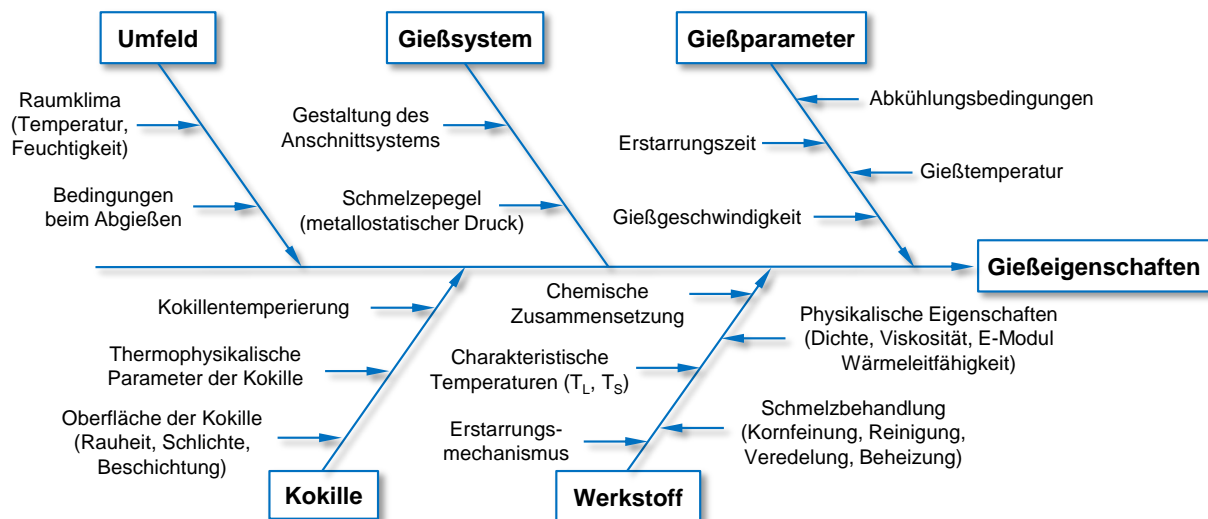 Umfeld
Gießsystem
Gießparameter
Raumklima
(Temperatur,
Feuchtigkeit)
Bedingungen
beim Abgießen
Gestaltung des
Anschnittsystems
Schmelzepegel
(metallostatischer Druck)
Abkühlungsbedingungen
Erstarrungszeit
Gießtemperatur
Gießgeschwindigkeit
Gießeigenschaften
Kokillentemperierung
Thermophysikalische
Parameter der Kokille
Oberfläche der Kokille
(Rauheit, Schlichte,
Beschichtung)
Chemische
Zusammensetzung
Charakteristische
Temperaturen (T_L, T_S)
Erstarrungs-
mechanismus
Physikalische Eigenschaften
(Dichte, Viskosität, E-Modul
Wärmeleitfähigkeit)
Schmelzbehandlung
(Kornfeinung, Reinigung,
Veredelung, Beheizung)
Kokille
Werkstoff